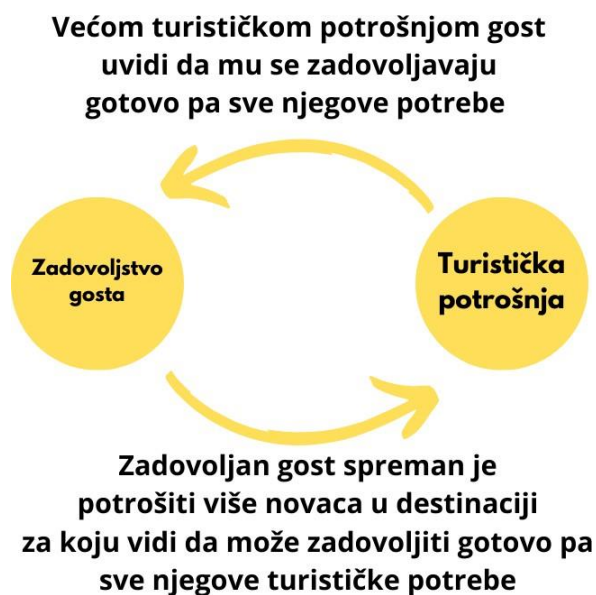 Većom turističkom potrošnjom gost
uvidi da mu se zadovoljavaju
gotovo pa sve njegove potrebe
Zadovoljstvo
gosta
Turistička
potrošnja
Zadovoljan gost spreman je
potrošiti više novaca u destinaciji
za koju vidi da može zadovoljiti gotovo pa
sve njegove turističke potrebe